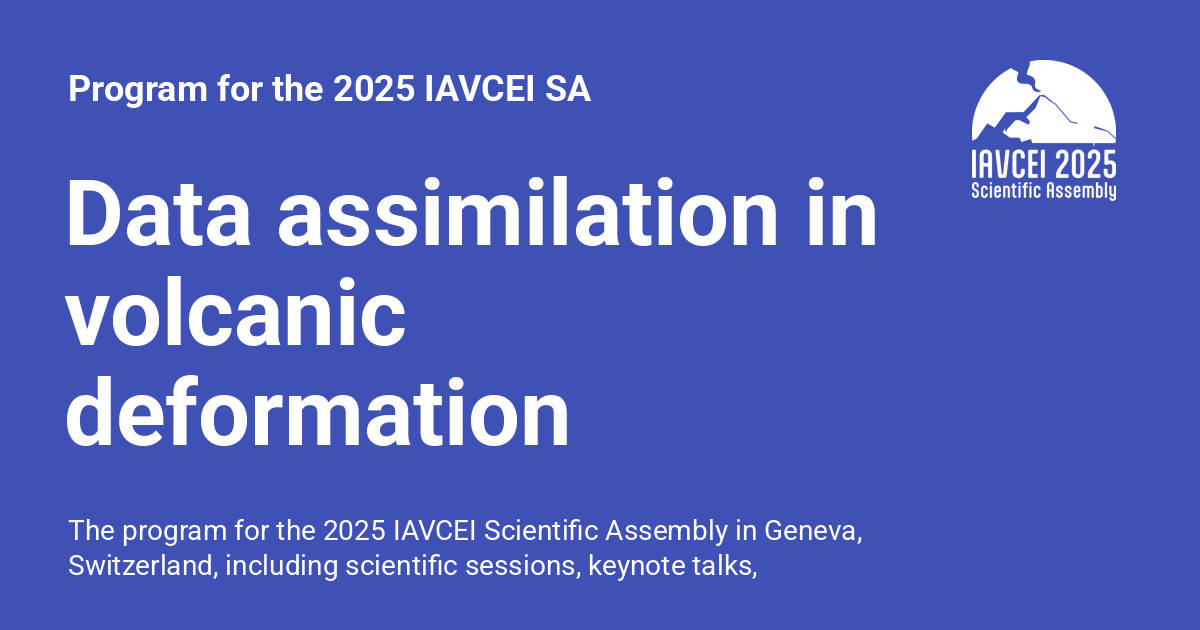 Program for the 2025 IAVCEI SA
IAVCEI 2025
Scientific Assembly
Data assimilation in
volcanic
deformation
The program for the 2025 IAVCEI Scientific Assembly in Geneva,
Switzerland, including scientific sessions, keynote talks,